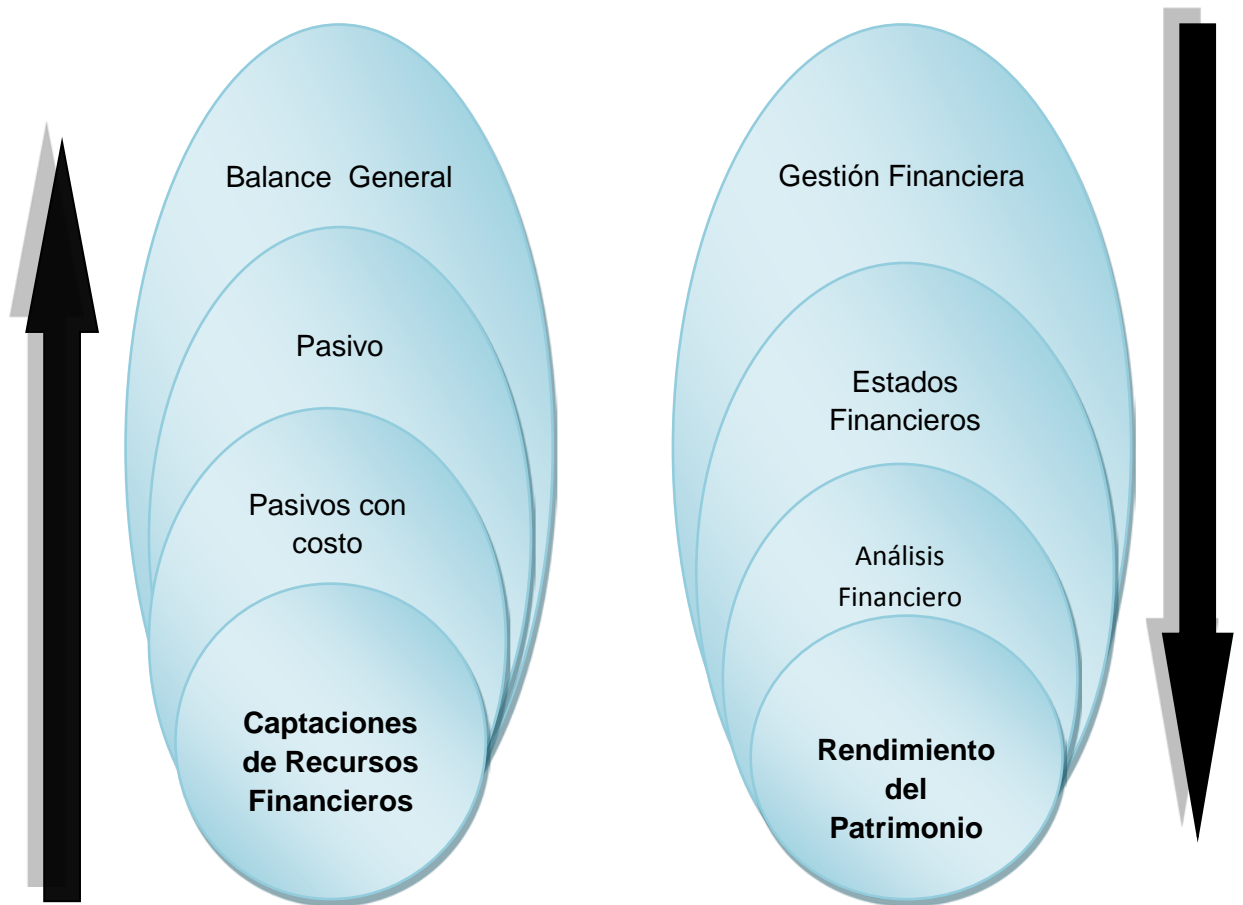 Balance  General
Pasivo
Pasivos con
costo
Captaciones
de Recursos
Financieros
Gestión Financiera
Estados
Financieros
Análisis
Financiero
Rendimiento
del
Patrimonio